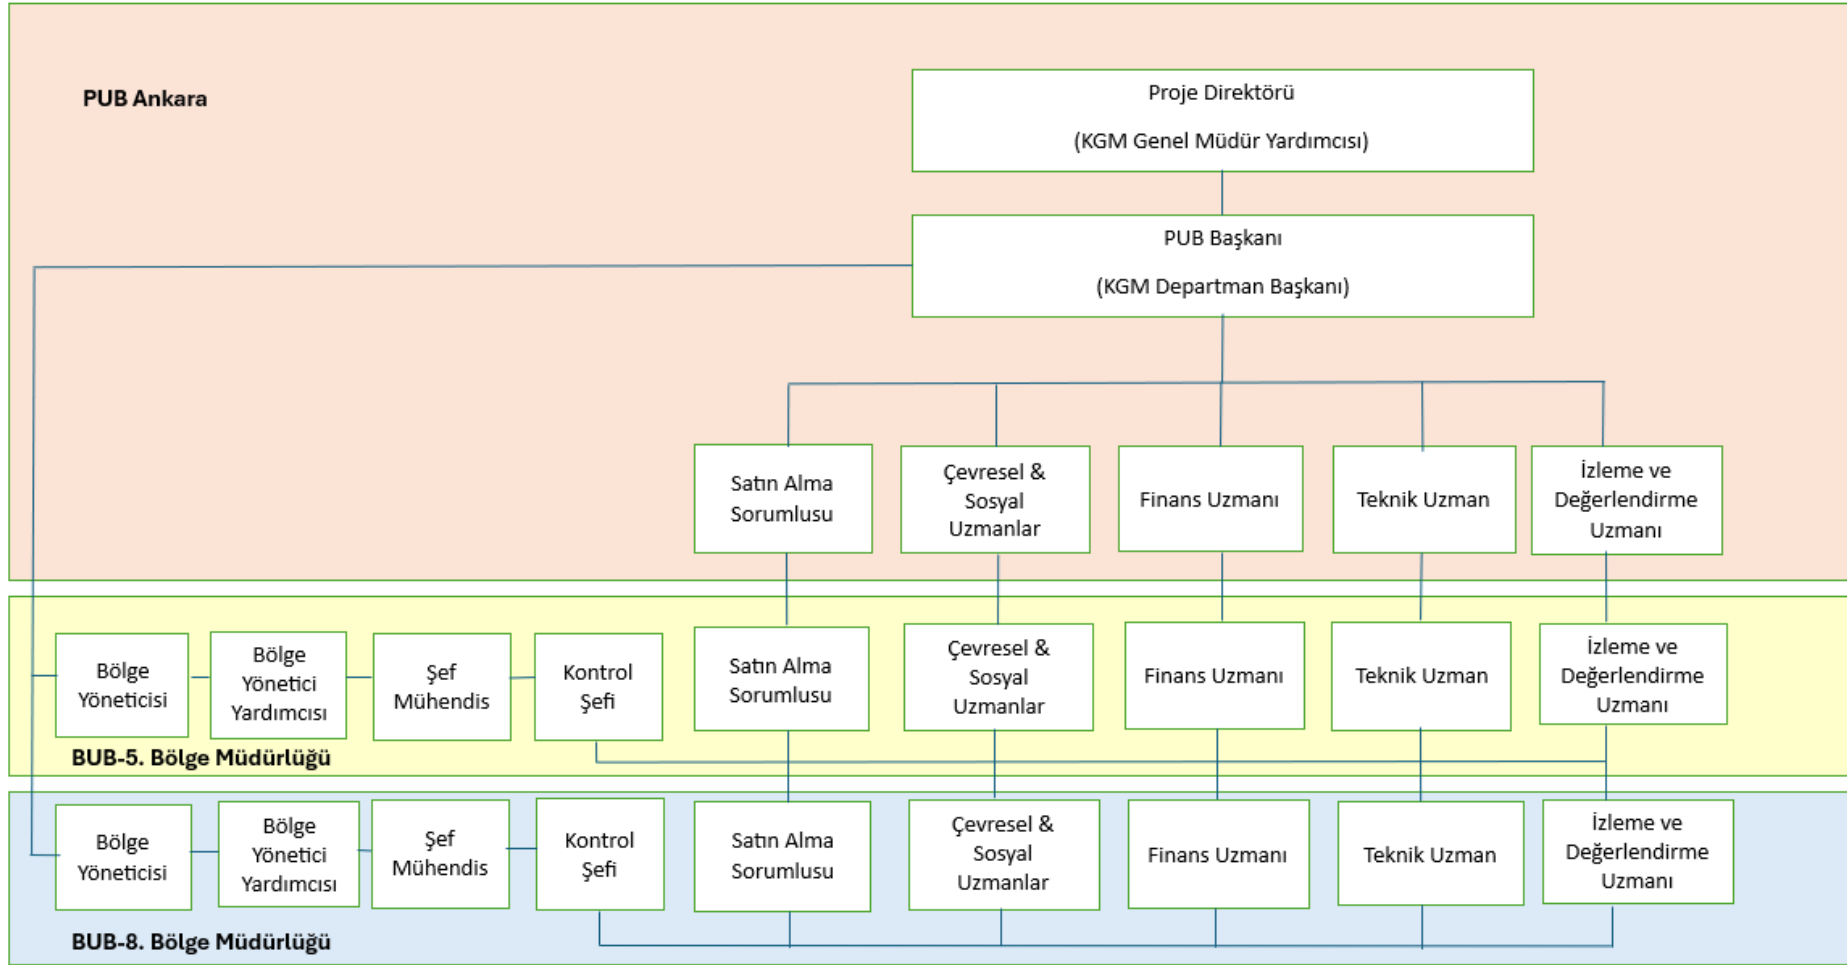 PUB Ankara
Proje Direktörü
(KGM Genel Müdür Yardımcısı)
PUB Başkanı
(KGM Departman Başkanı)
Satın Alma
Sorumlusu
Çevresel &
Sosyal
Uzmanlar
Finans Uzmanı
Teknik Uzman
İzleme ve
Değerlendirme
Uzmanı
Bölge
Yöneticisi
Bölge
Yönetici
Yardımcısı
Şef
Mühendis
Kontrol
Şefi
Satın Alma
Sorumlusu
Çevresel &
Sosyal
Uzmanlar
Finans Uzmanı
Teknik Uzman
İzleme ve
Değerlendirme
Uzmanı
BUB-5. Bölge Müdürlüğü
Bölge
Yöneticisi
Bölge
Yönetici
Yardımcısı
Şef
Mühendis
Kontrol
Şefi
Satın Alma
Sorumlusu
Çevresel &
Sosyal
Uzmanlar
Finans Uzmanı
Teknik Uzman
İzleme ve
Değerlendirme
Uzmanı
BUB-8. Bölge Müdürlüğü